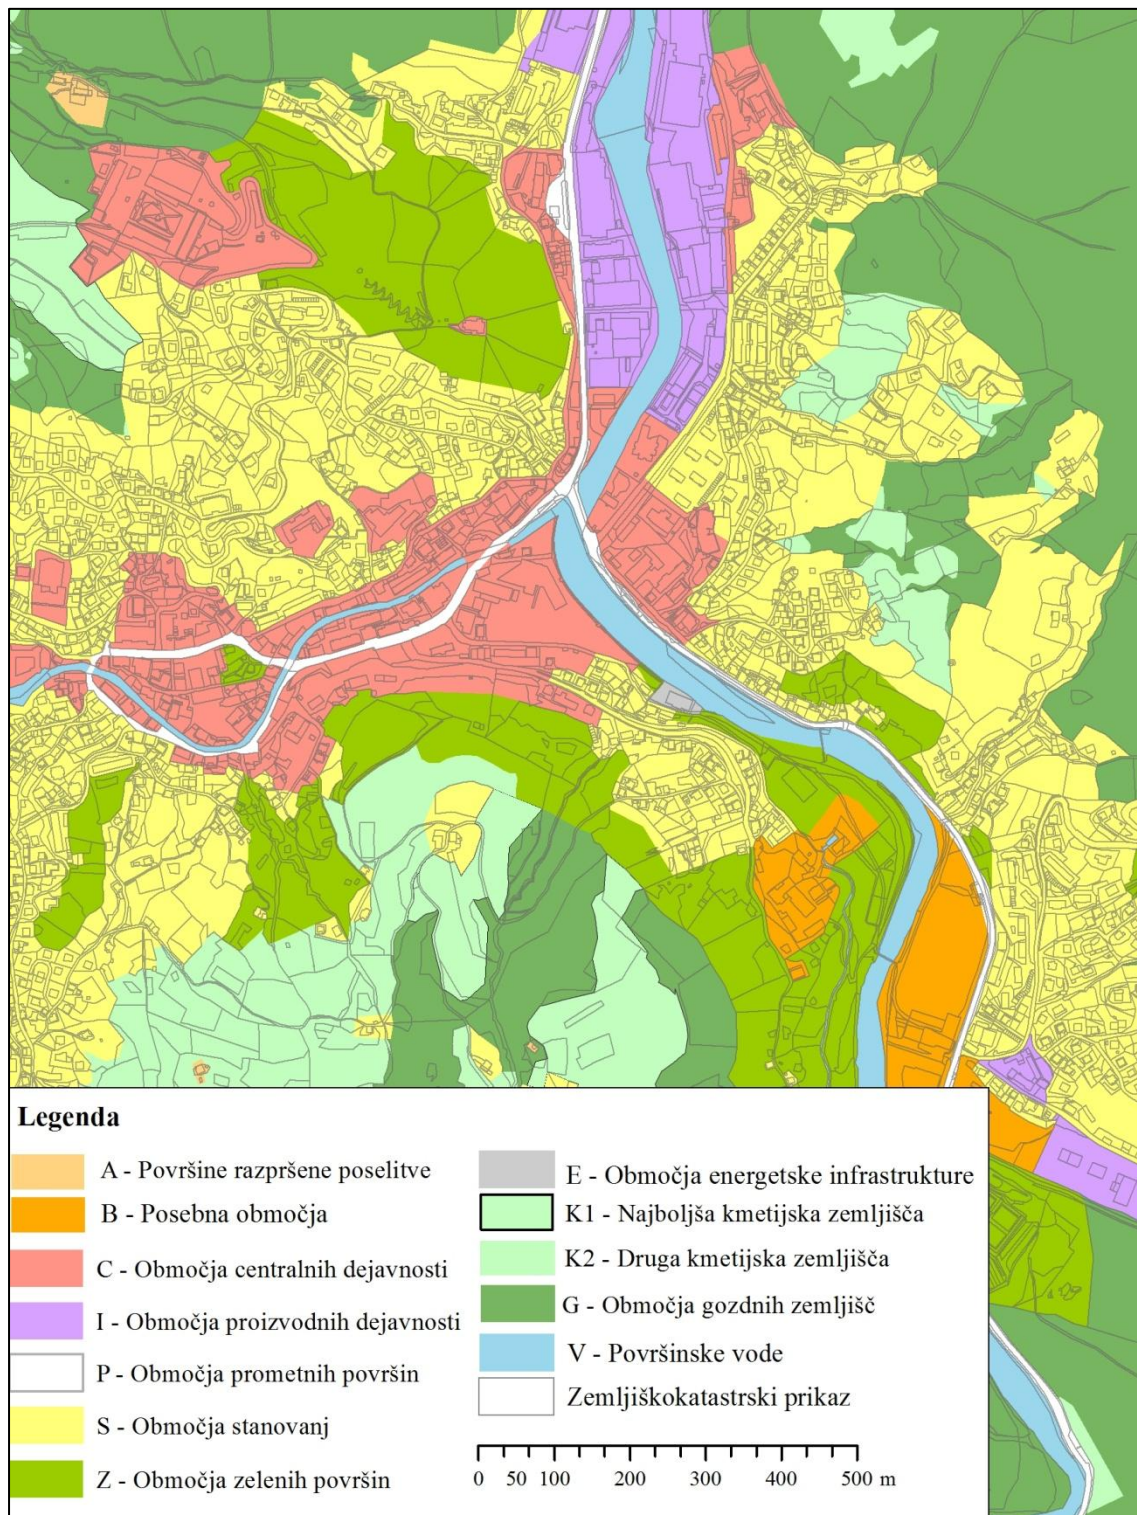 Legenda
A - Površine razpršene poselitve
B - Posebna območja
C - Območja centralnih dejavnosti
I - Območja proizvodnih dejavnosti
P - Območja prometnih površin
S - Območja stanovanj
Z - Območja zelenih površin
E - Območja energetske infrastrukture
K1 - Najboljša kmetijska zemljišča
K2 - Druga kmetijska zemljišča
G - Območja gozdnih zemljišč
V - Površinske vode
Zemljiškokatastrski prikaz
0 50 100 200 300 400 500 m